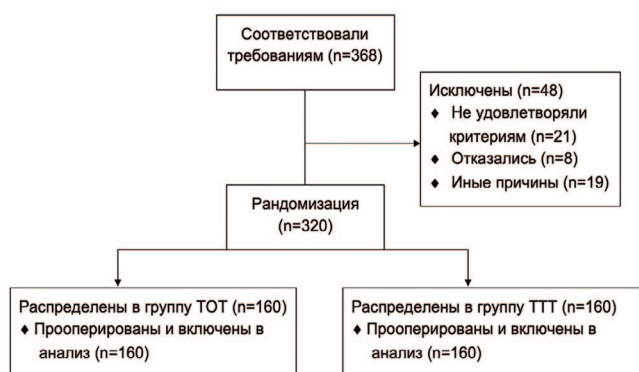 Соответствовали
требованиям (n=368)
Исключены (n=48)
♦ Не удовлетворяли
критериям (n=21)
♦ Отказались (n=8)
♦ Иные причины (n=19)
Рандомизация
(n=320)
Распределены в группу ТОТ (n=160)
♦ Прооперированы и включены в
анализ (n=160)
Распределены в группу ТТТ (n=160)
♦ Прооперированы и включены в
анализ (n=160)